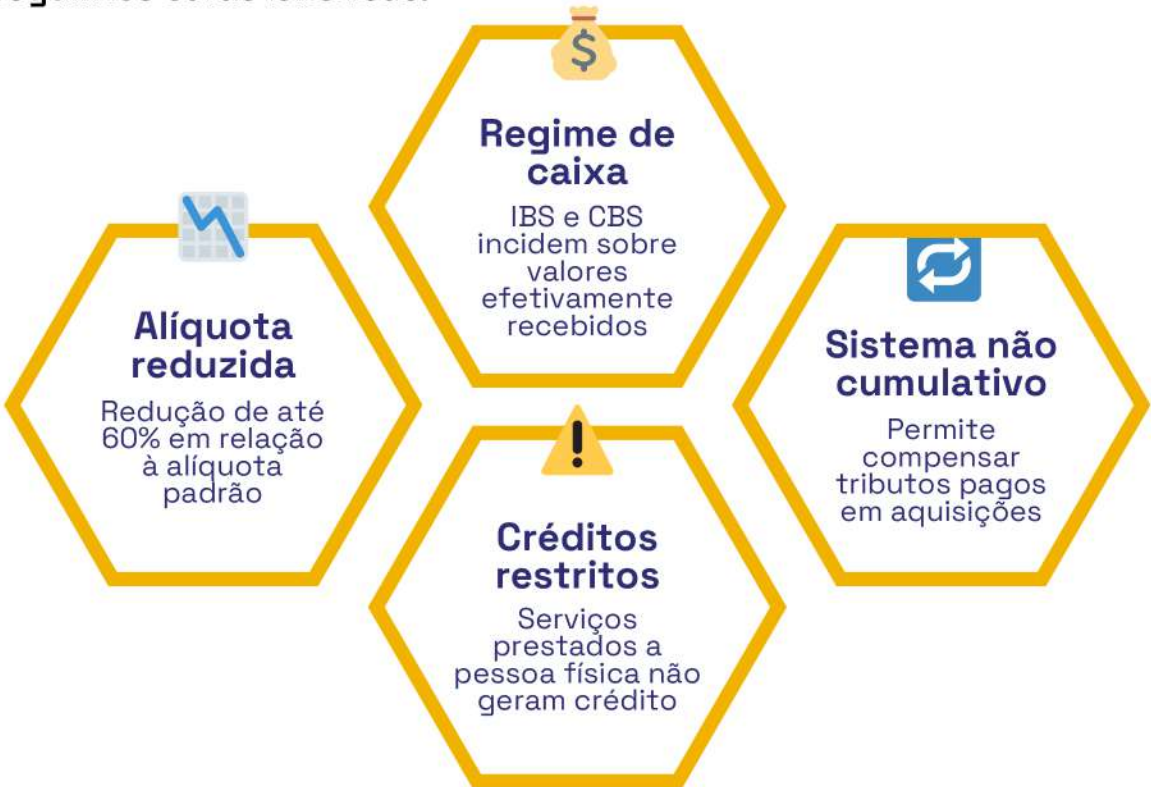 Regime de
caixa
IBS e CBS
incidem sobre
valores
efetivamente
recebidos
Alíquota
reduzida
Redução de até
60% em relação
à alíquota
padrão
Sistema não
cumulativo
Permite
compensar
tributos pagos
em aquisições
Créditos
restritos
Serviços
prestados a
pessoa física não
geram crédito